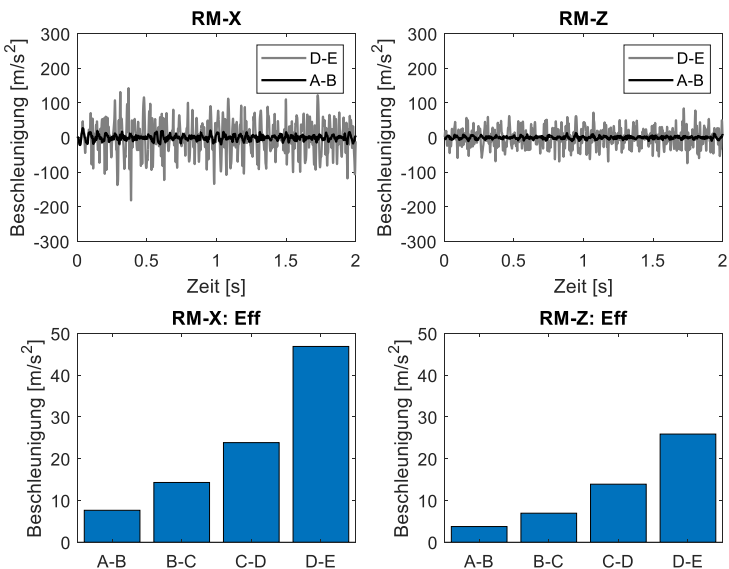 RM-X
Beschleunigung [m/s²]
300
200
100
0
-100
-200
-300
D-E
A-B
0
0.5
1
1.5
2
Zeit [s]
RM-Z
Beschleunigung [m/s²]
300
200
100
0
-100
-200
-300
D-E
A-B
0
0.5
1
1.5
2
Zeit [s]
RM-X: Eff
Beschleunigung [m/s²]
50
40
30
20
10
0
A-B
B-C
C-D
D-E
RM-Z: Eff
Beschleunigung [m/s²]
50
40
30
20
10
0
A-B
B-C
C-D
D-E